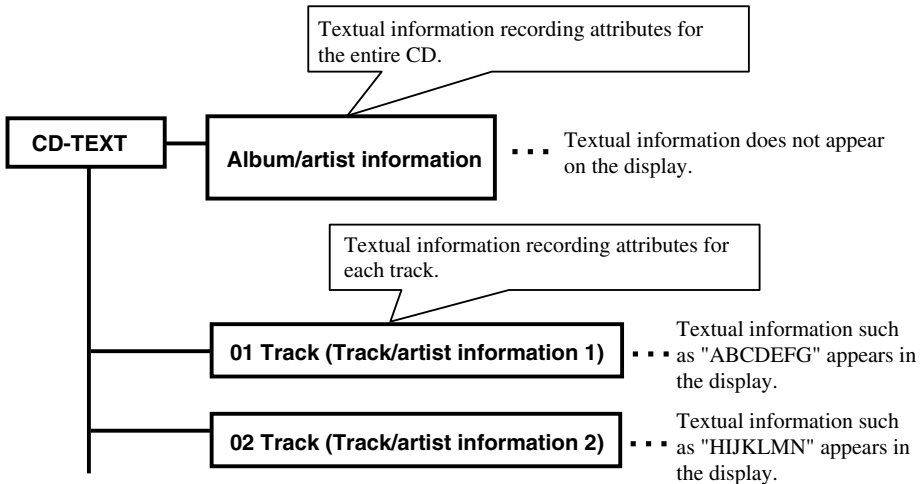 Textual information recording attributes for
the entire CD.
CD-TEXT
Album/artist information
... Textual information does not appear
on the display.
Textual information recording attributes for
each track.
01 Track (Track/artist information 1)
... Textual information such
as "ABCDEFG" appears in
the display.
02 Track (Track/artist information 2)
... Textual information such
as "HIJKLMN" appears in
the display.